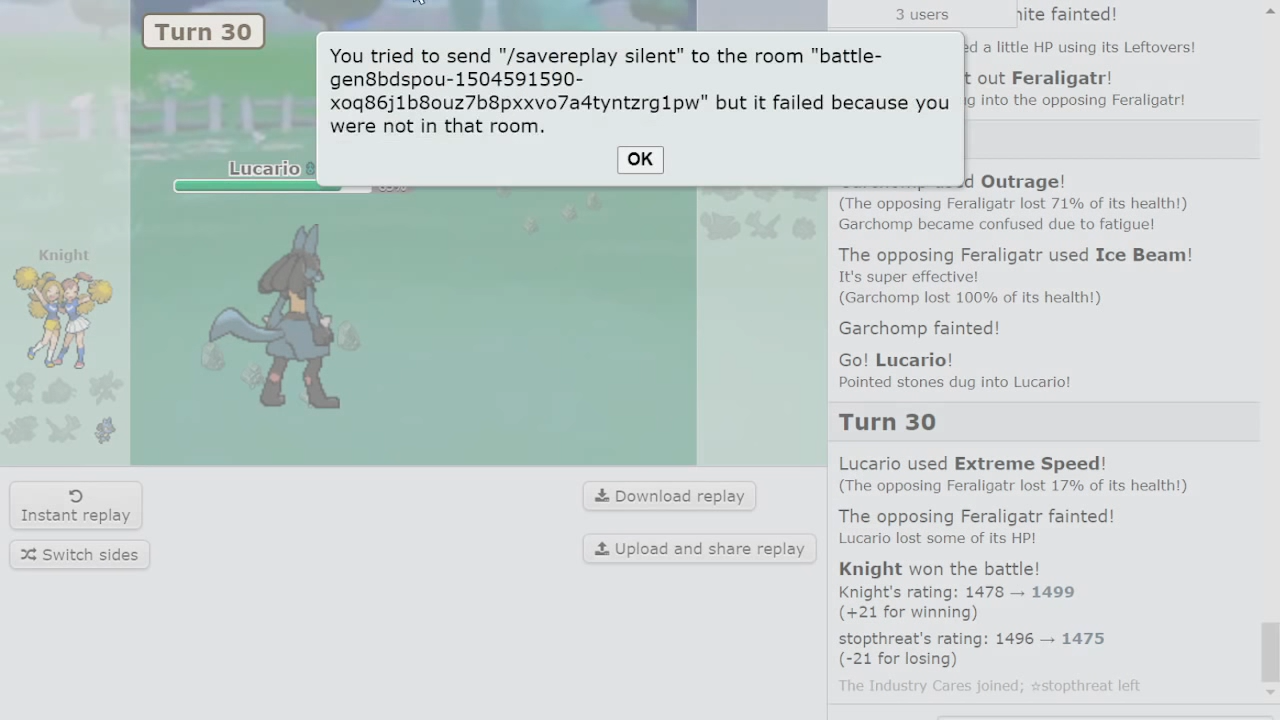 Turn 30
You tried to send "/savereplay silent" to the room "battle-
gen8bdspou-1504591590-
xoq86j1b8ouz7b8pxxvo7a4tyntzrg1pw" but it failed because you
were not in that room.
OK
Lucario
Knight
Instant replay
Switch sides
Download replay
Upload and share replay
3 users
nite fainted!
ed a little HP using its Leftovers!
t out Feraligatr!
ug into the opposing Feraligatr!
Garchomp used Outrage!
(The opposing Feraligatr lost 71% of its health!)
Garchomp became confused due to fatigue!
The opposing Feraligatr used Ice Beam!
It's super effective!
(Garchomp lost 100% of its health!)
Garchomp fainted!
Go! Lucario!
Pointed stones dug into Lucario!
Turn 30
Lucario used Extreme Speed!
(The opposing Feraligatr lost 17% of its health!)
The opposing Feraligatr fainted!
Lucario lost some of its HP!
Knight won the battle!
Knight's rating: 1478 → 1499
(+21 for winning)
stopthreat's rating: 1496 → 1475
(-21 for losing)
The Industry Cares joined; ☆stopthreat left